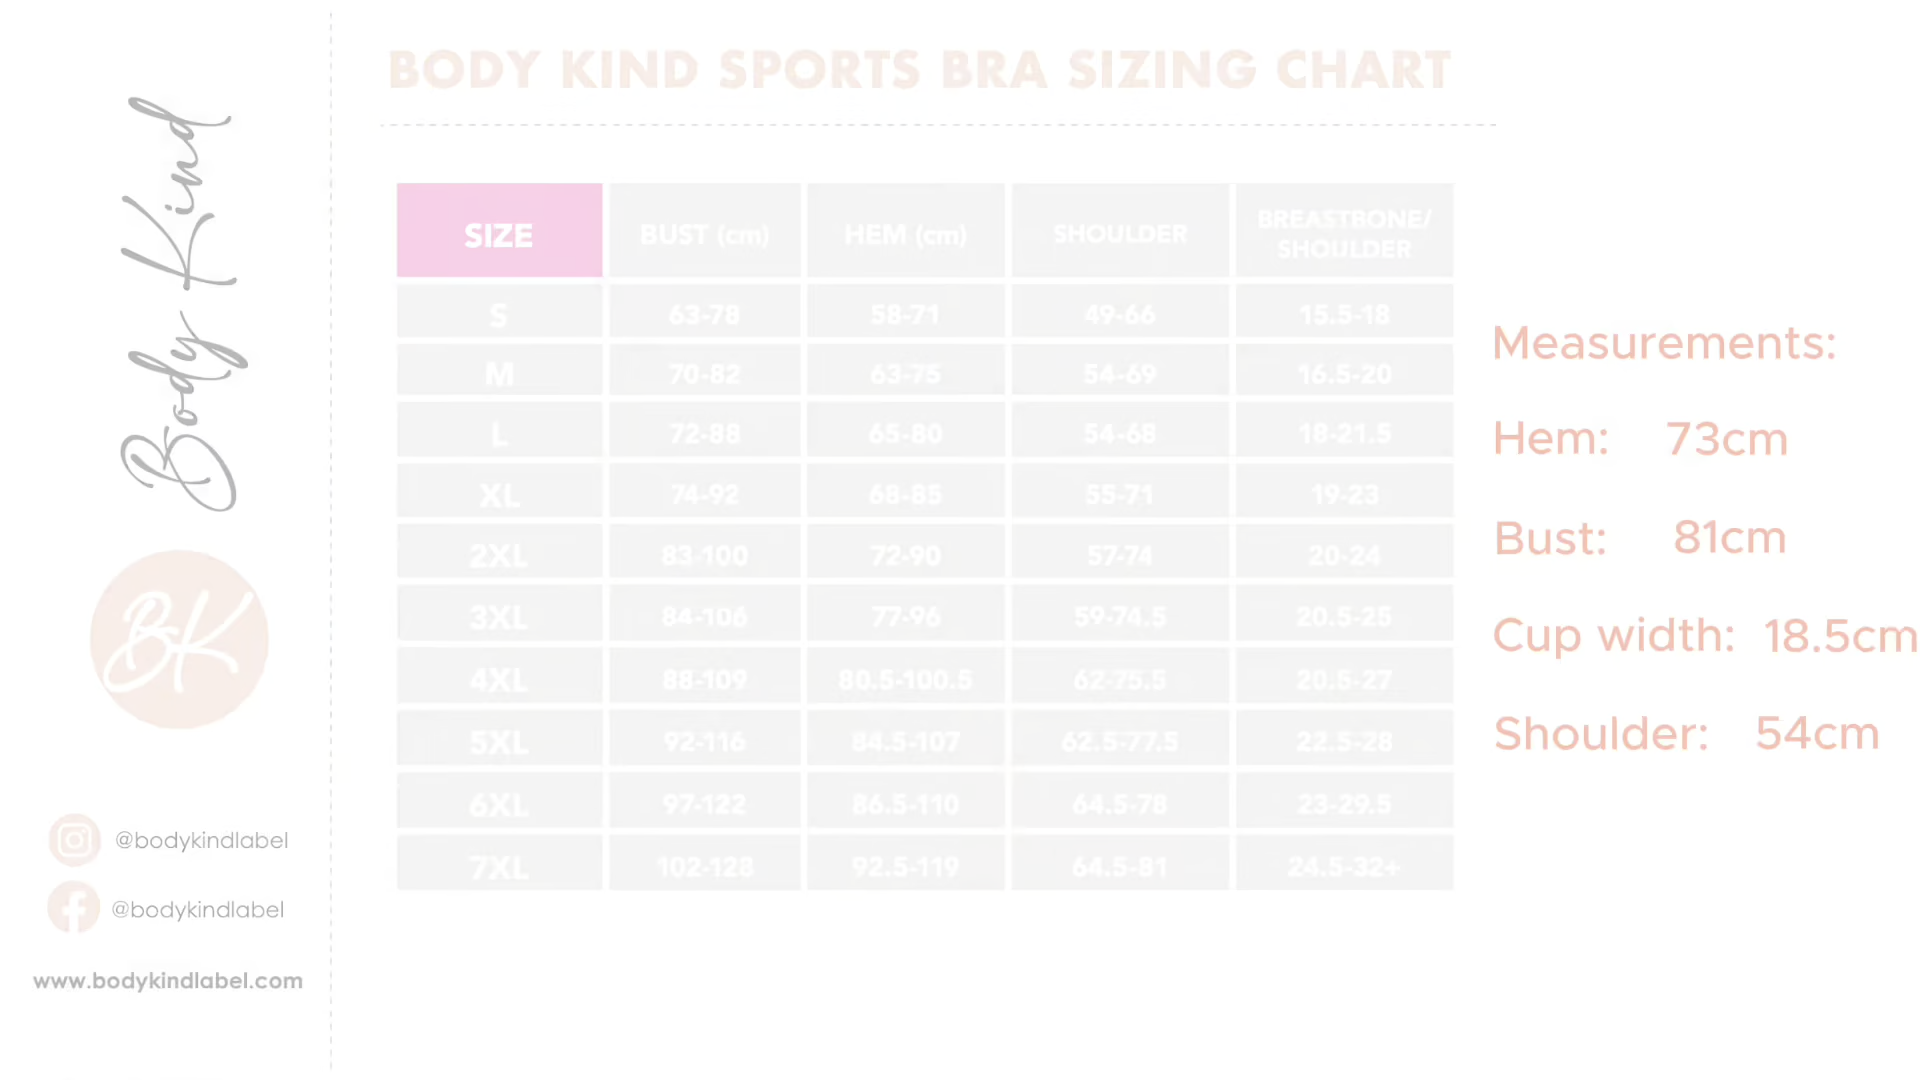 Body Kind
BK
@bodykindlabel
@bodykindlabel
www.bodykindlabel.com
BODY KIND SPORTS BRA SIZING CHART
SIZE BUST (cm) HEM (cm) SHOULDER BREASTBONE/
SHOULDER
S 63-78 58-71 49-66 15.5-18
M 70-82 63-75 54-69 16.5-20
L 72-88 65-80 54-68 18-21.5
XL 74-92 68-85 55-71 19-23
2XL 83-100 72-90 57-74 20-24
3XL 84-106 77-96 59-74.5 20.5-25
4XL 88-109 80.5-100.5 62-75.5 20.5-27
5XL 92-116 84.5-107 62.5-77.5 22.5-28
6XL 97-122 86.5-110 64.5-78 23-29.5
7XL 102-128 92.5-119 64.5-81 24.5-32+
Measurements:
Hem: 73cm
Bust: 81cm
Cup width: 18.5cm
Shoulder: 54cm